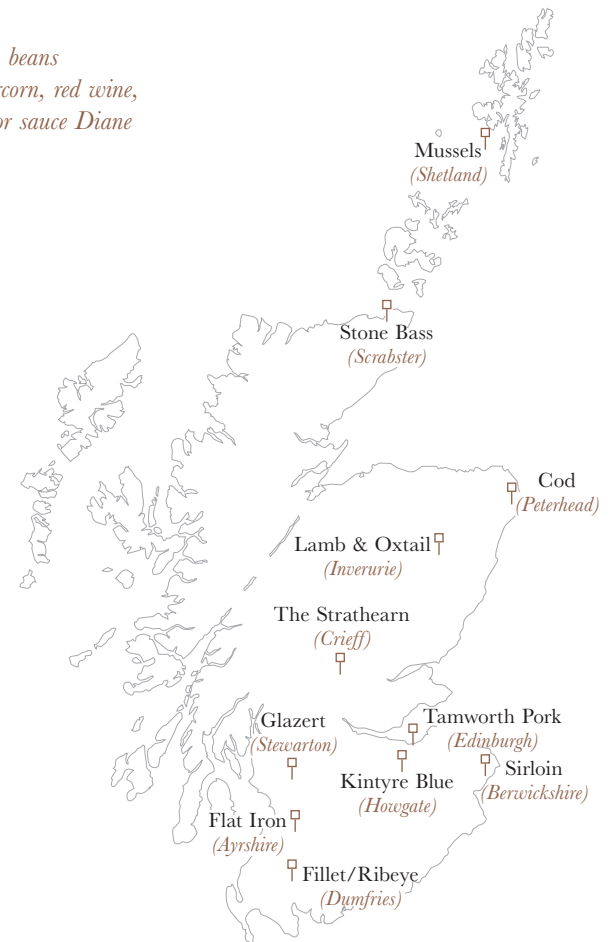 beans
red wine,
or sauce Diane
Mussels
(Shetland)
Stone Bass
(Scrabster)
Cod
(Peterhead)
Lamb & Oxtail
(Inverurie)
The Strathearn
(Crieff)
Glazert
(Stewarton)
Tamworth Pork
(Edinburgh)
Kintyre Blue
(Howgate)
Sirloin
(Berwickshire)
Flat Iron
(Ayrshire)
Fillet/Ribeye
(Dumfries)